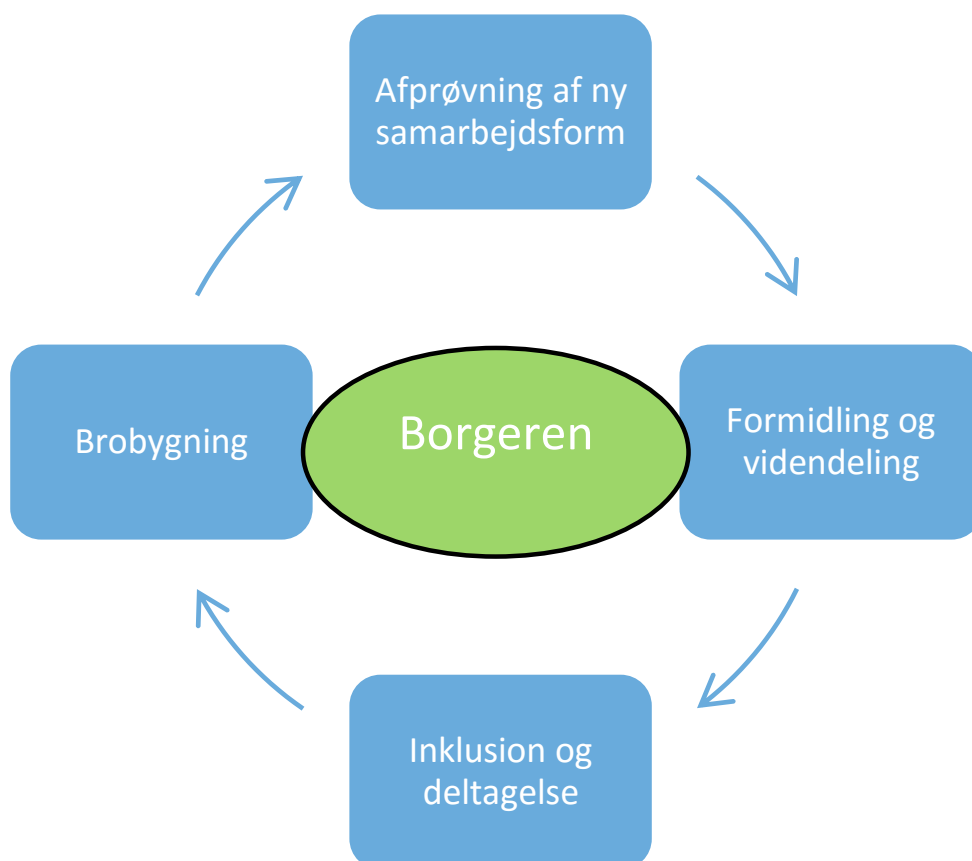 Afprøvning af ny
samarbejdsform
Brobygning
Borgeren
Formidling og
videndeling
Inklusion og
deltagelse